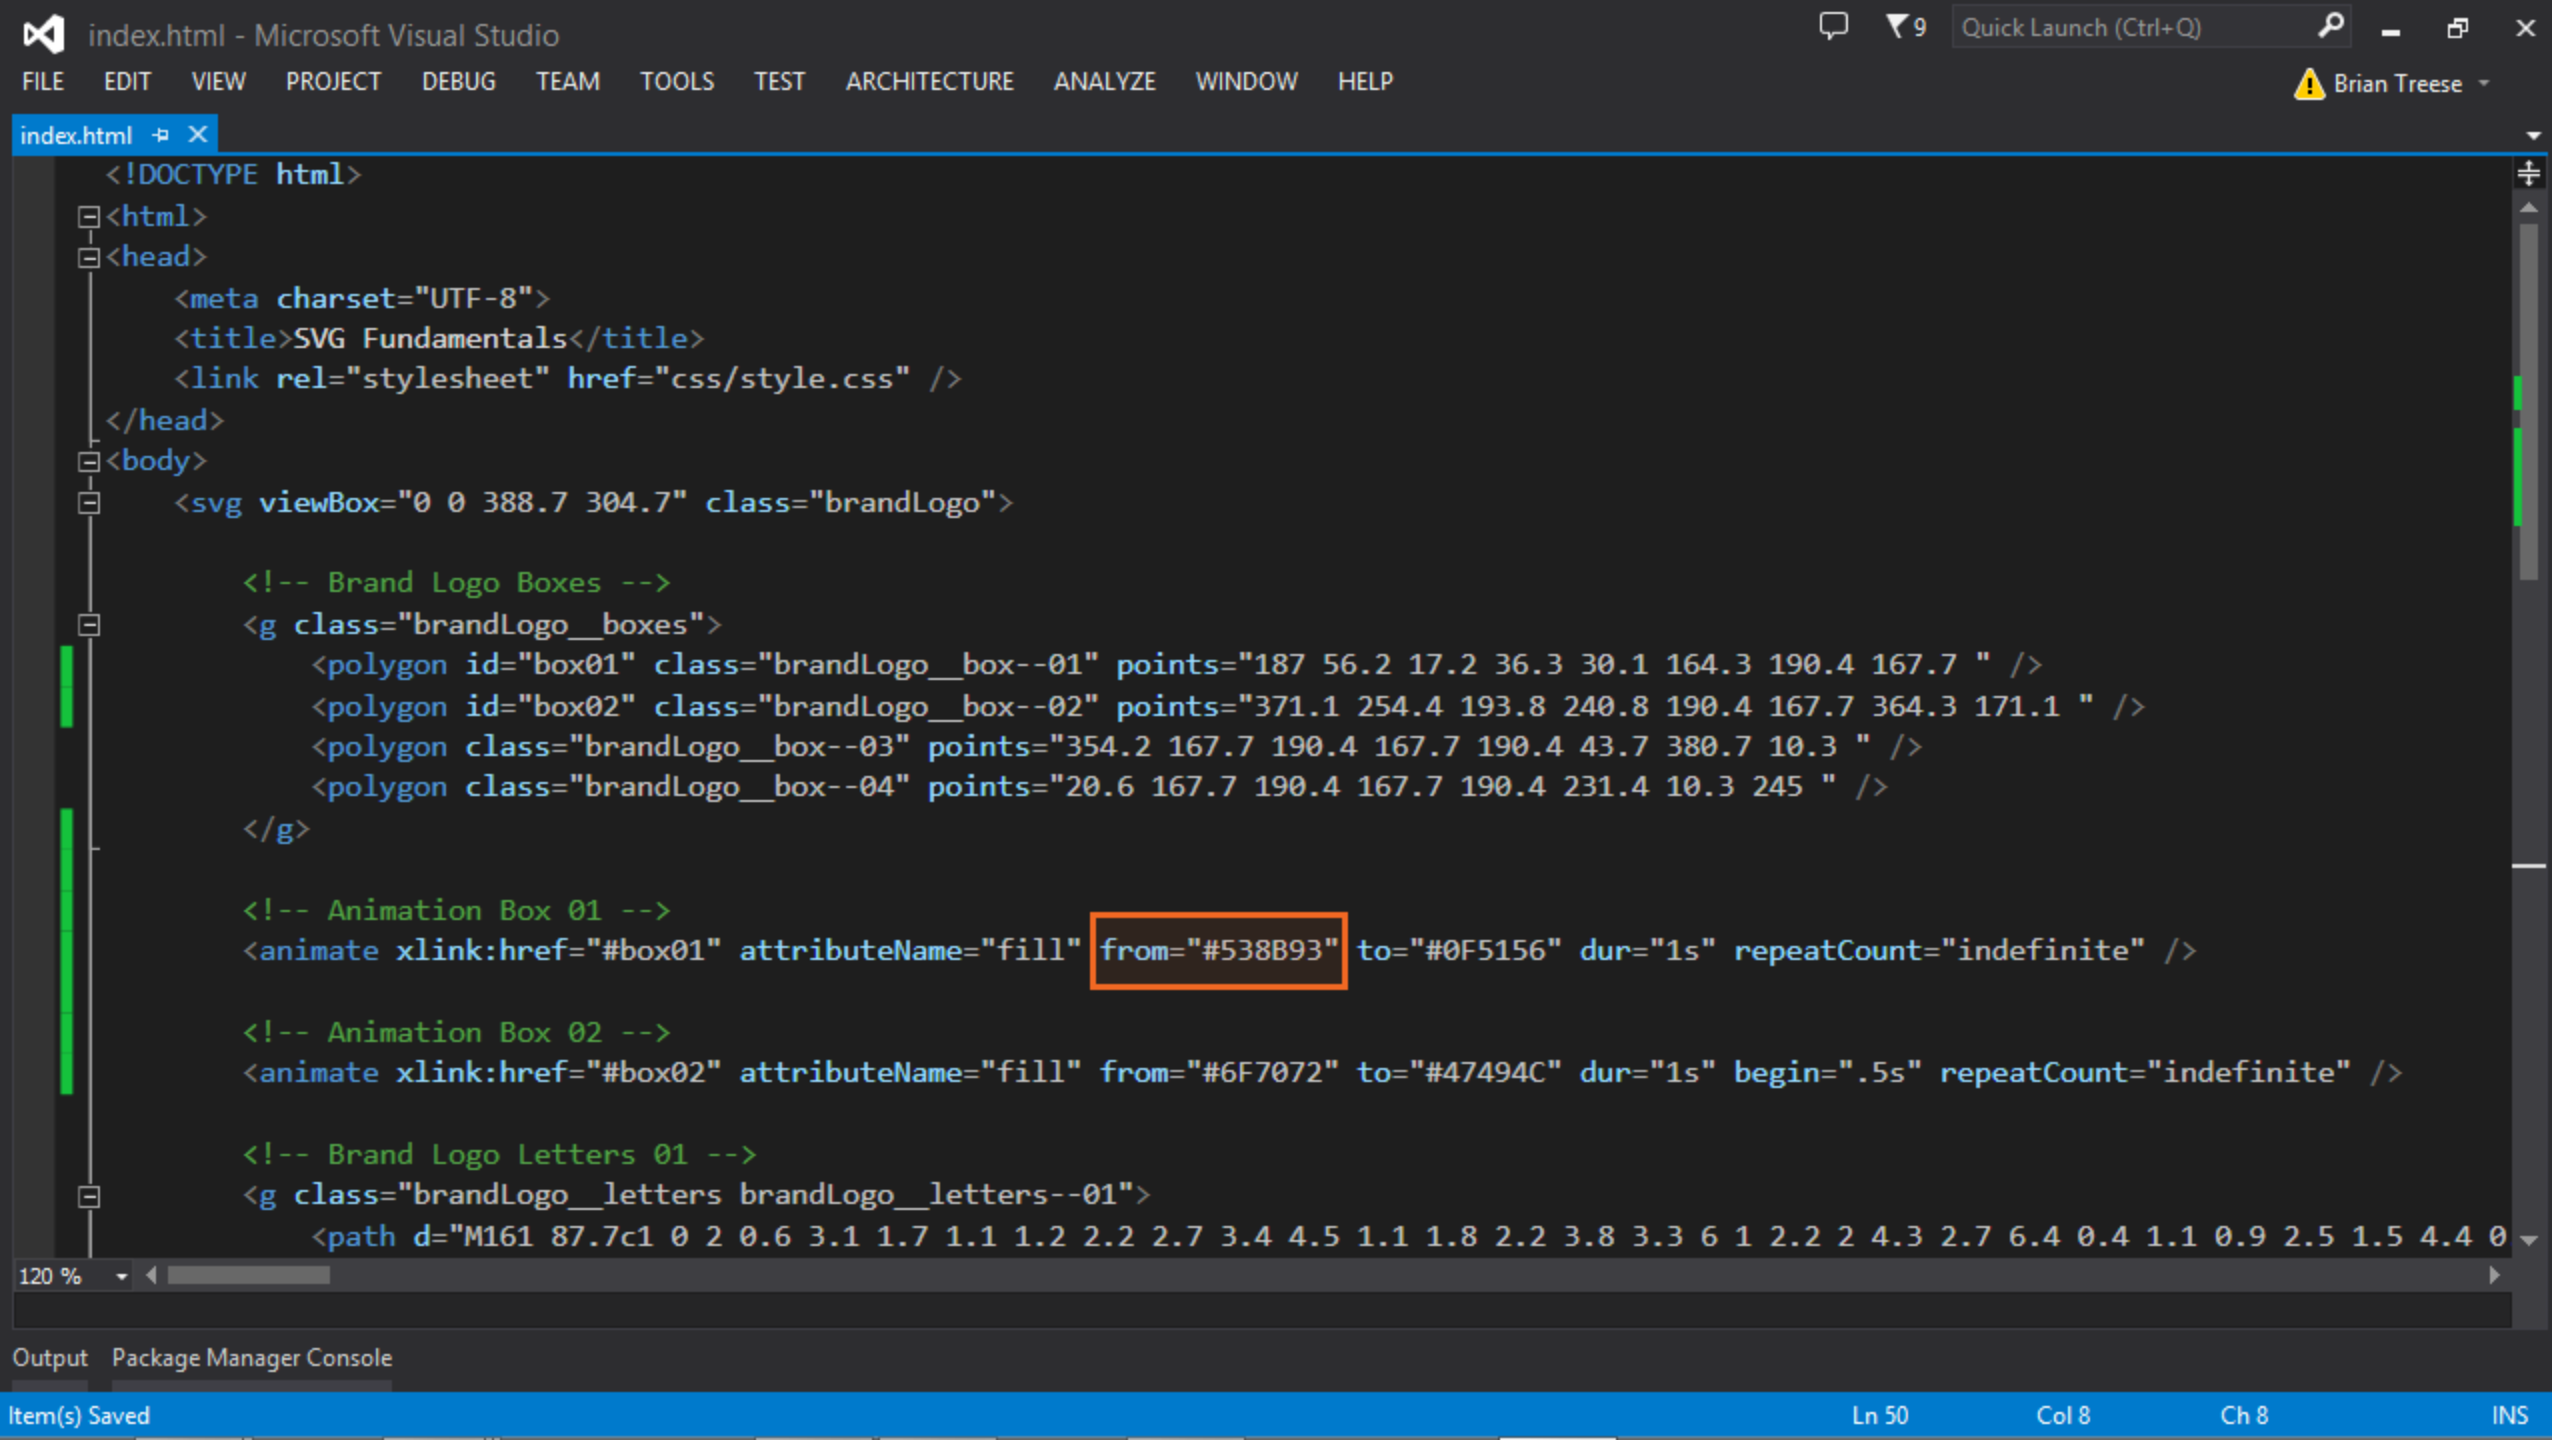 index.html - Microsoft Visual Studio
9
Quick Launch (Ctrl+Q)
FILE EDIT VIEW PROJECT DEBUG TEAM TOOLS TEST ARCHITECTURE ANALYZE WINDOW HELP
Brian Treese
index.html
<!DOCTYPE html>
<html>
<head>
<meta charset="UTF-8">
<title>SVG Fundamentals</title>
<link rel="stylesheet" href="css/style.css" />
</head>
<body>
<svg viewBox="0 0 388.7 304.7" class="brandLogo">
<!-- Brand Logo Boxes -->
<g class="brandLogo__boxes">
<polygon id="box01" class="brandLogo__box--01" points="187 56.2 17.2 36.3 30.1 164.3 190.4 167.7 " />
<polygon id="box02" class="brandLogo__box--02" points="371.1 254.4 193.8 240.8 190.4 167.7 364.3 171.1 " />
<polygon class="brandLogo__box--03" points="354.2 167.7 190.4 167.7 190.4 43.7 380.7 10.3 " />
<polygon class="brandLogo__box--04" points="20.6 167.7 190.4 167.7 190.4 231.4 10.3 245 " />
</g>
<!-- Animation Box 01 -->
<animate xlink:href="#box01" attributeName="fill" from="#538B93" to="#0F5156" dur="1s" repeatCount="indefinite" />
<!-- Animation Box 02 -->
<animate xlink:href="#box02" attributeName="fill" from="#6F7072" to="#47494C" dur="1s" begin=".5s" repeatCount="indefinite" />
<!-- Brand Logo Letters 01 -->
<g class="brandLogo__letters brandLogo__letters--01">
<path d="M161 87.7c1 0 2 0.6 3.1 1.7 1.1 1.2 2.2 2.7 3.4 4.5 1.1 1.8 2.2 3.8 3.3 6 1 2.2 2 4.3 2.7 6.4 0.4 1.1 0.9 2.5 1.5 4.4 0
120 %
Output Package Manager Console
Item(s) Saved
Ln 50 Col 8 Ch 8 INS